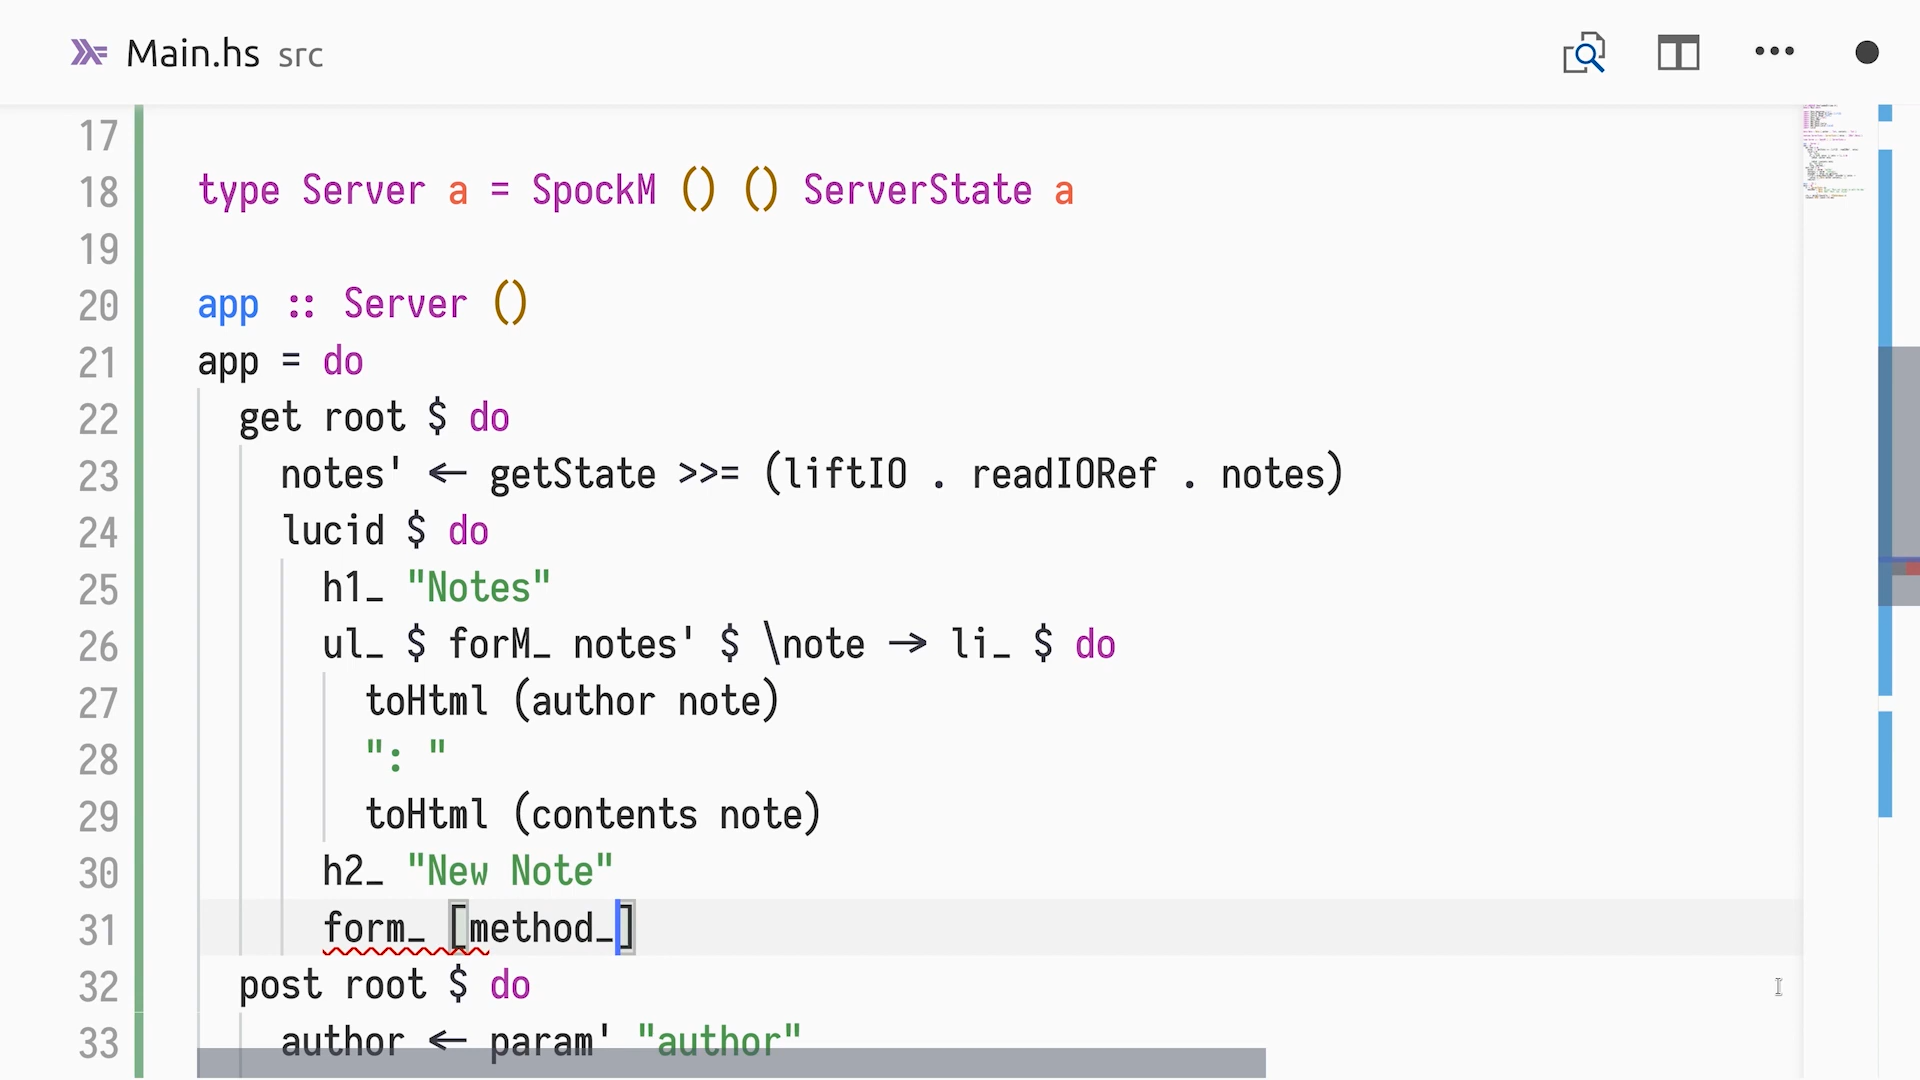 Main.hs src
17
18 type Server a = SpockM () () ServerState a
19
20 app :: Server ()
21 app = do
22 get root $ do
23 notes' <- getState >>= (liftIO . readIORef . notes)
24 lucid $ do
25 h1_ "Notes"
26 ul_ $ forM_ notes' $ \note -> li_ $ do
27 toHtml (author note)
28 ": "
29 toHtml (contents note)
30 h2_ "New Note"
31 form_ [method_]
32 post root $ do
33 author <- param' "author"